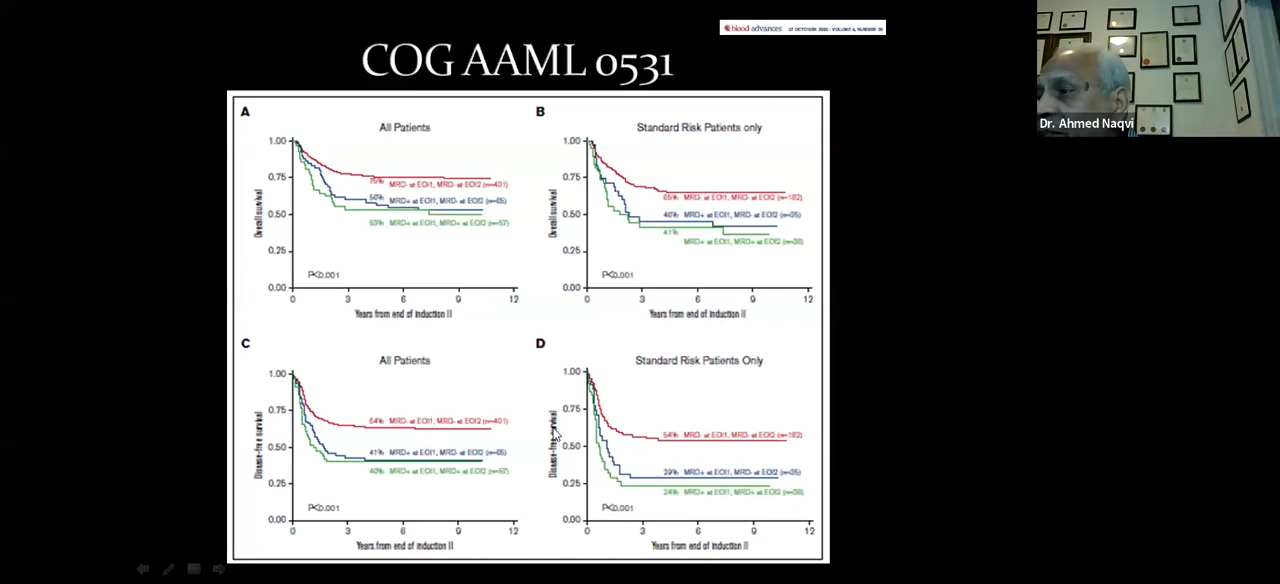 blood advances 27 OCTOBER 2020 • VOLUME 4, NUMBER 20
COG AAML 0531
Dr. Ahmed Naqvi
A
All Patients
1.00
0.75
0.50
0.25
0.00
Overall survival
75% MRD- at EOI1, MRD- at EOI2 (n=401)
MRD+ at EOI1, MRD- at EOI2 (n=65)
MRD+ at EOI1, MRD+ at EOI2 (n=57)
P<0.001
0 3 6 9 12
Years from end of induction II
B
Standard Risk Patients only
1.00
0.75
0.50
0.25
0.00
Overall survival
65% MRD- at EOI1, MRD- at EOI2 (n=182)
46% MRD+ at EOI1, MRD- at EOI2 (n=35)
41%
MRD+ at EOI1, MRD+ at EOI2 (n=38)
P<0.001
0 3 6 9 12
Years from end of induction II
C
All Patients
1.00
0.75
0.50
0.25
0.00
Disease-free survival
64% MRD- at EOI1, MRD- at EOI2 (n=401)
41% MRD+ at EOI1, MRD- at EOI2 (n=65)
40% MRD+ at EOI1, MRD+ at EOI2 (n=57)
P<0.001
0 3 6 9 12
Years from end of induction II
D
Standard Risk Patients Only
1.00
0.75
0.50
0.25
0.00
Disease-free survival
54% MRD- at EOI1, MRD- at EOI2 (n=182)
29% MRD+ at EOI1, MRD- at EOI2 (n=35)
24% MRD+ at EOI1, MRD+ at EOI2 (n=38)
P<0.001
0 3 6 9 12
Years from end of induction II